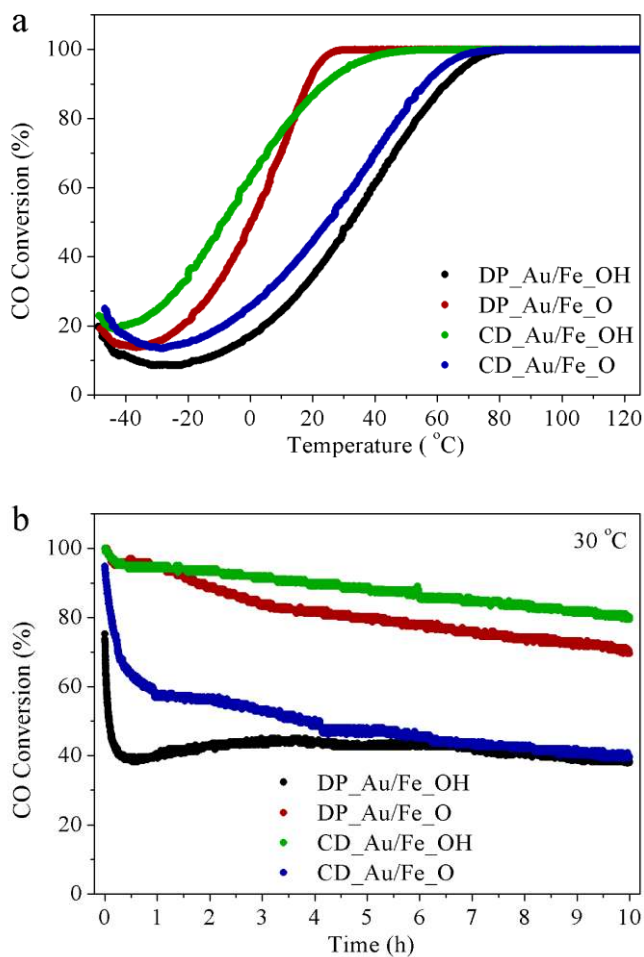 a
100
80
60
40
20
0
CO Conversion (%)
DP_Au/Fe_OH
DP_Au/Fe_O
CD_Au/Fe_OH
CD_Au/Fe_O
-40 -20 0 20 40 60 80 100 120
Temperature ( °C)
b
30 °C
100
80
60
40
20
0
CO Conversion (%)
DP_Au/Fe_OH
DP_Au/Fe_O
CD_Au/Fe_OH
CD_Au/Fe_O
0 1 2 3 4 5 6 7 8 9 10
Time (h)